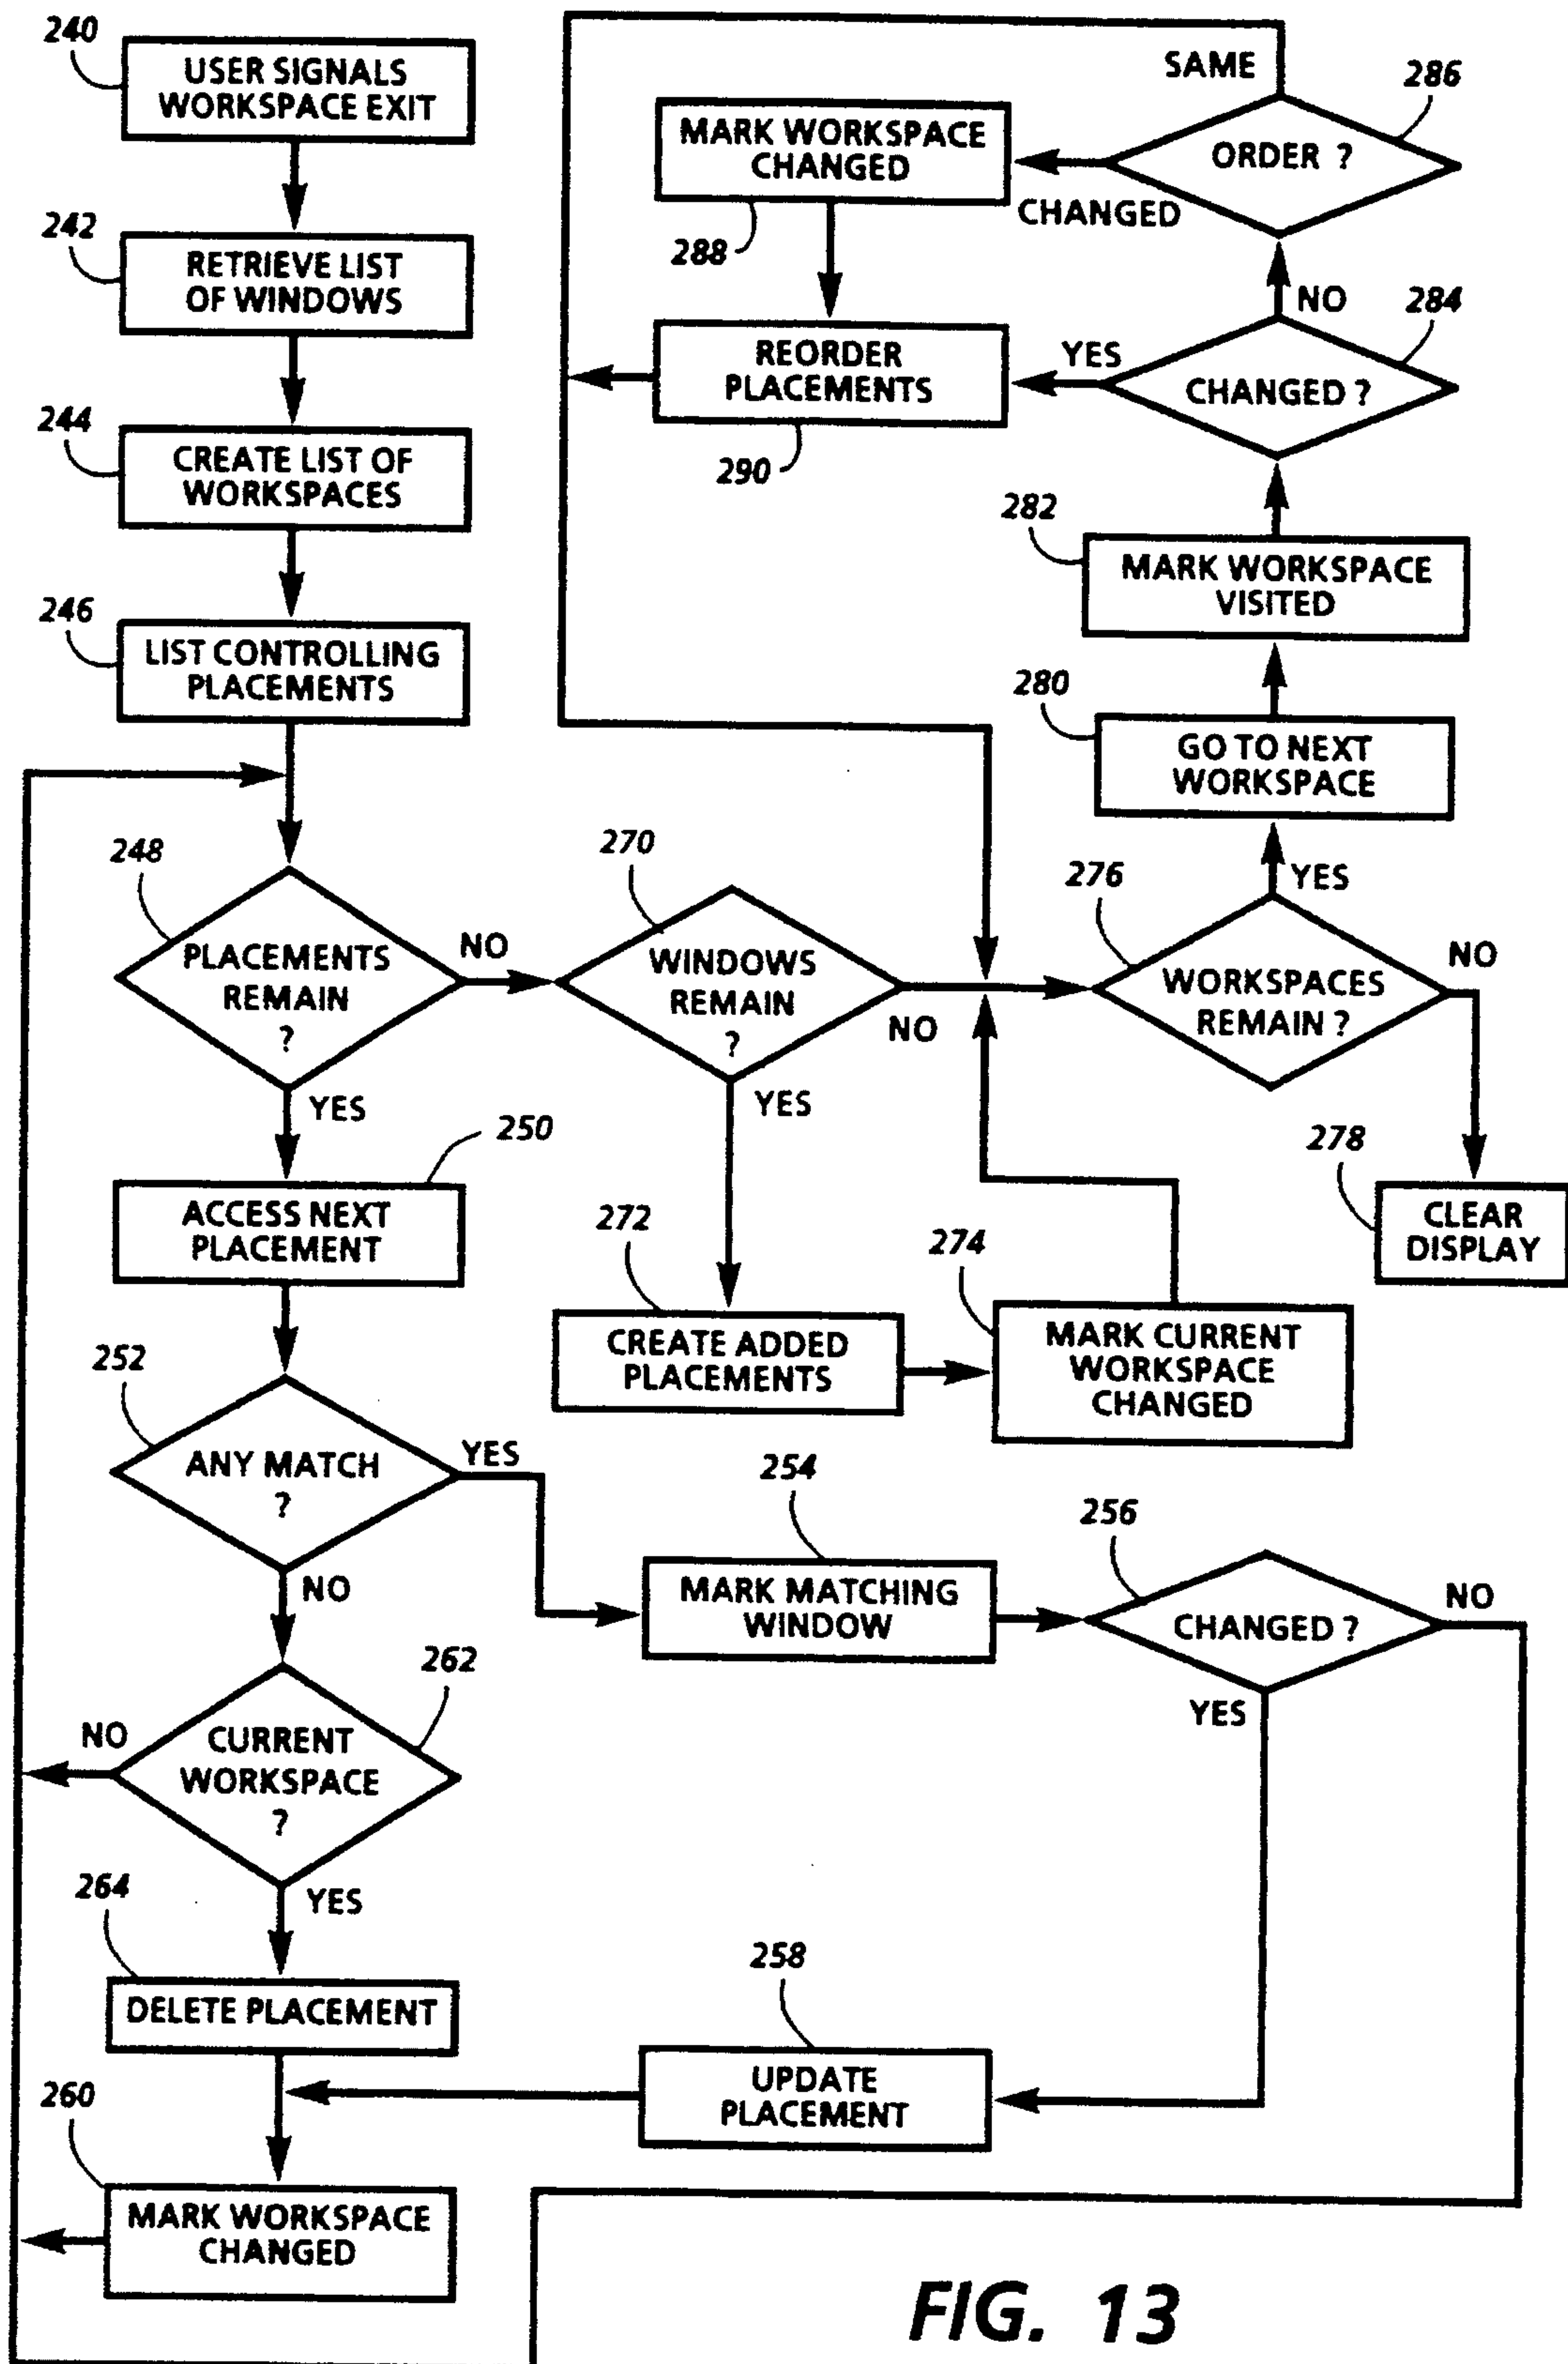 240
USER SIGNALS
WORKSPACE EXIT
242
RETRIEVE LIST
OF WINDOWS
244
CREATE LIST OF
WORKSPACES
246
LIST CONTROLLING
PLACEMENTS
248
PLACEMENTS
REMAIN
?
NO
YES
250
ACCESS NEXT
PLACEMENT
252
ANY MATCH
?
YES
NO
254
MARK MATCHING
WINDOW
256
CHANGED ?
NO
YES
258
UPDATE
PLACEMENT
262
CURRENT
WORKSPACE
?
NO
YES
264
DELETE PLACEMENT
260
MARK WORKSPACE
CHANGED
270
WINDOWS
REMAIN
?
NO
YES
272
CREATE ADDED
PLACEMENTS
274
MARK CURRENT
WORKSPACE
CHANGED
276
WORKSPACES
REMAIN ?
NO
YES
278
CLEAR
DISPLAY
280
GO TO NEXT
WORKSPACE
282
MARK WORKSPACE
VISITED
284
CHANGED ?
YES
NO
286
ORDER ?
SAME
CHANGED
288
MARK WORKSPACE
CHANGED
290
REORDER
PLACEMENTS
FIG. 13